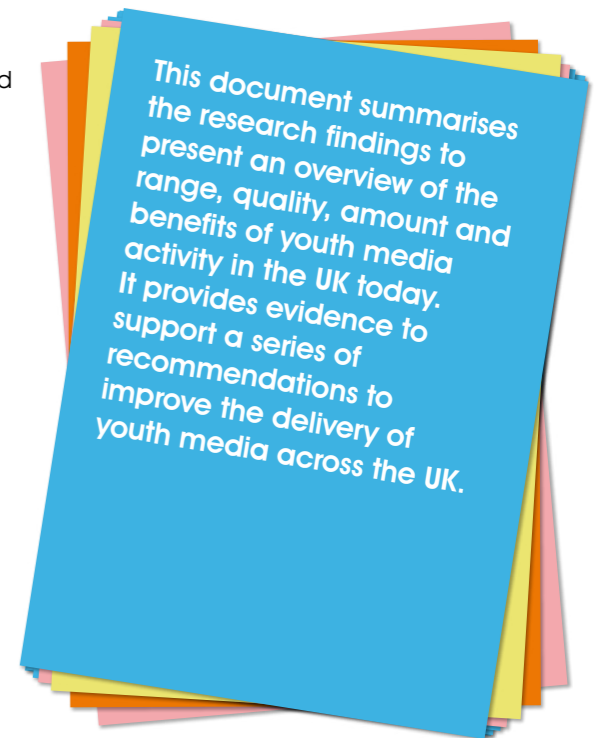 d
This document summarises
the research findings to
present an overview of the
range, quality, amount and
benefits of youth media
activity in the UK today.
It provides evidence to
support a series of
recommendations to
improve the delivery of
youth media across the UK.